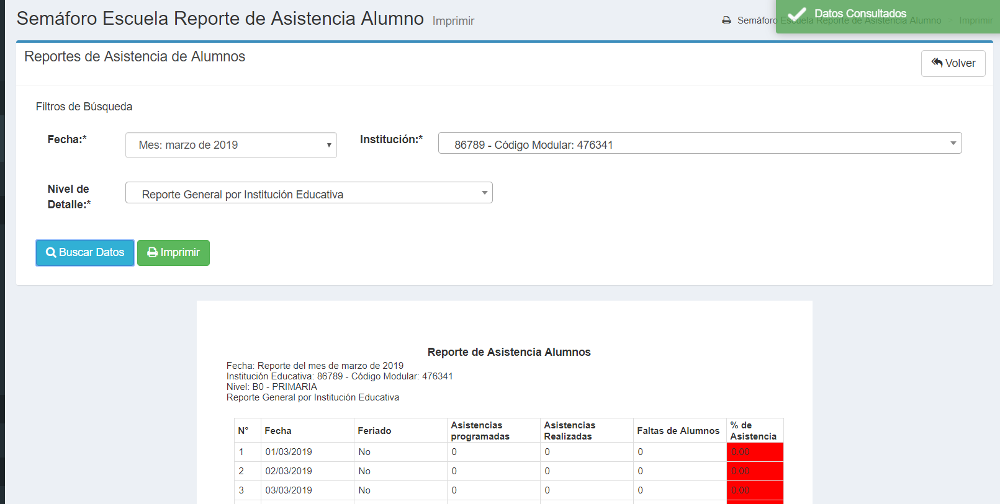 Semáforo Escuela Reporte de Asistencia Alumno Imprimir
Semáforo Escuela Reporte de Asistencia Alumno Imprimir
Datos Consultados
Reportes de Asistencia de Alumnos
Volver
Filtros de Búsqueda
Fecha:* Mes: marzo de 2019 Institución:* 86789 - Código Modular: 476341
Nivel de
Detalle:* Reporte General por Institución Educativa
Buscar Datos Imprimir
Reporte de Asistencia Alumnos
Fecha: Reporte del mes de marzo de 2019
Institución Educativa: 86789 - Código Modular: 476341
Nivel: B0 - PRIMARIA
Reporte General por Institución Educativa
N° Fecha Feriado Asistencias programadas Asistencias Realizadas Faltas de Alumnos % de Asistencia
1 01/03/2019 No 0 0 0 0.00
2 02/03/2019 No 0 0 0 0.00
3 03/03/2019 No 0 0 0 0.00